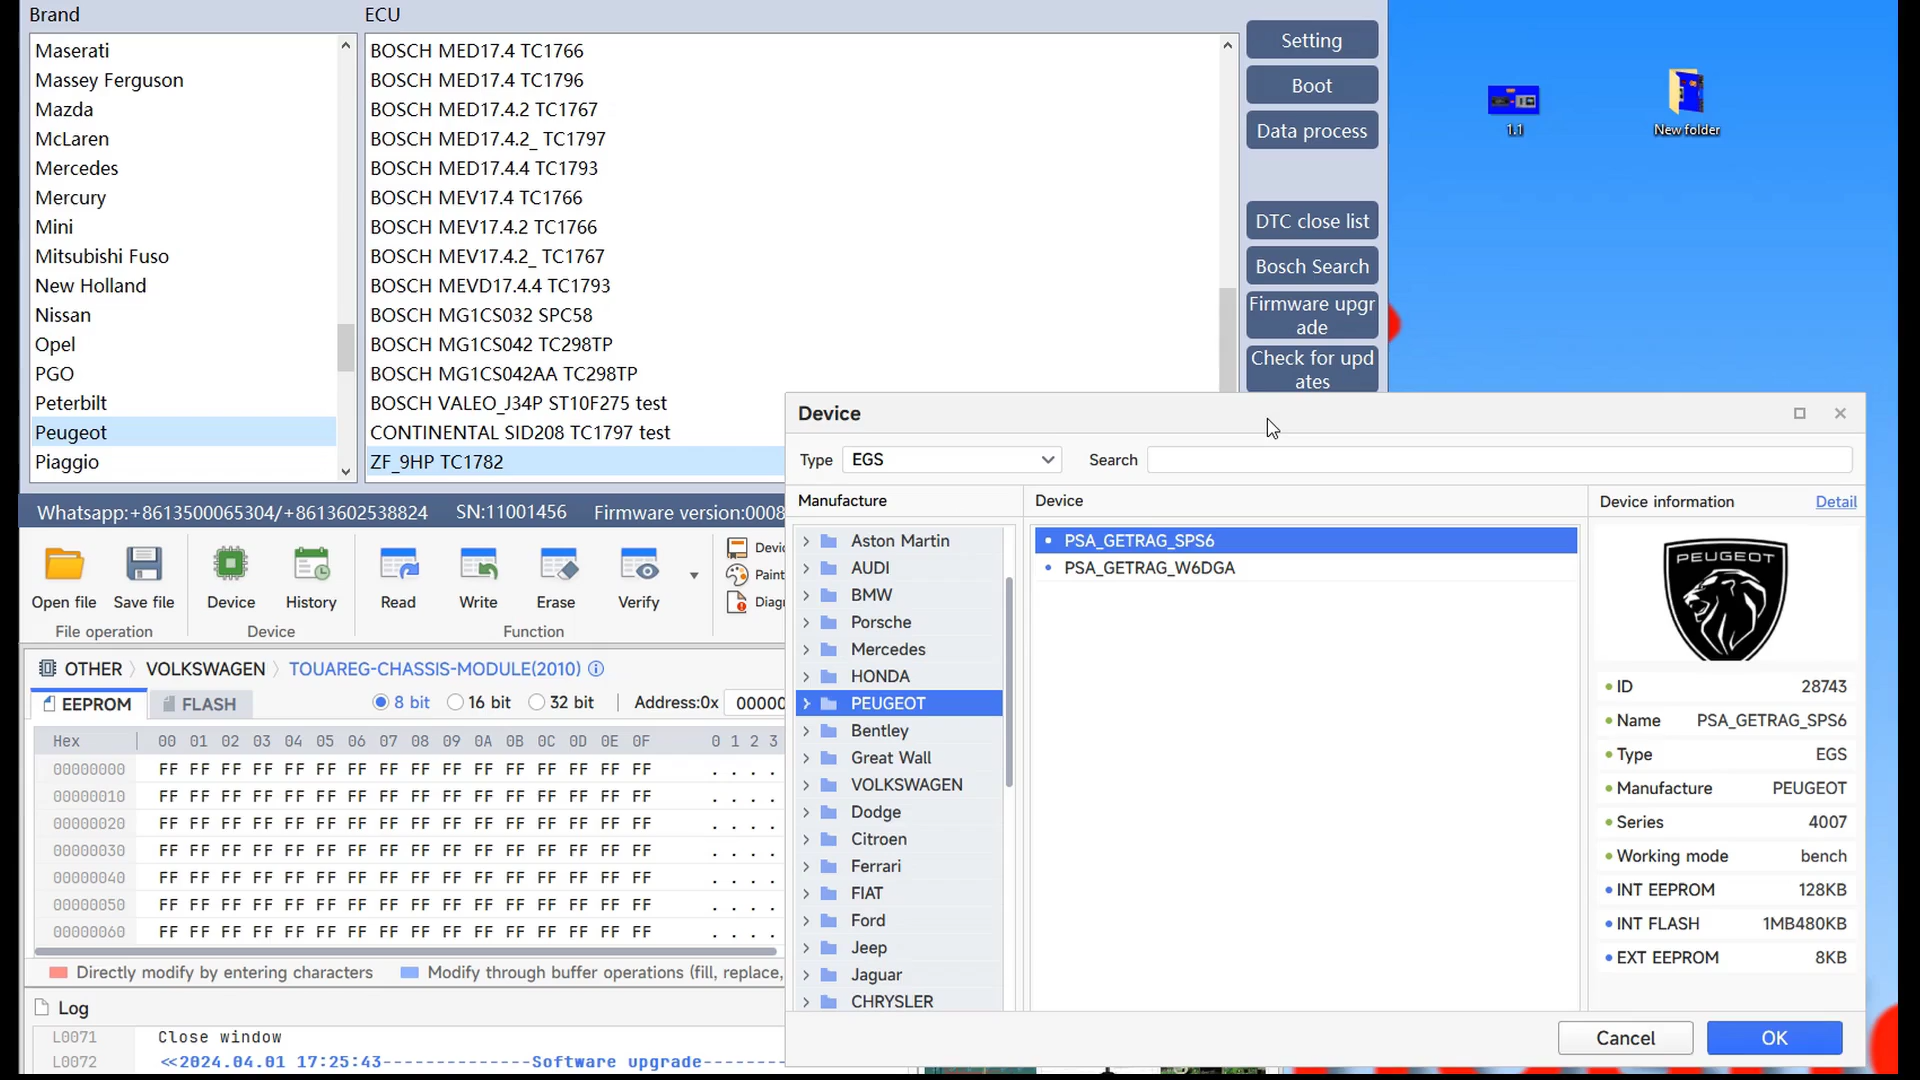 Brand
ECU
Maserati
Massey Ferguson
Mazda
McLaren
Mercedes
Mercury
Mini
Mitsubishi Fuso
New Holland
Nissan
Opel
PGO
Peterbilt
Peugeot
Piaggio
BOSCH MED17.4 TC1766
BOSCH MED17.4 TC1796
BOSCH MED17.4.2 TC1767
BOSCH MED17.4.2_ TC1797
BOSCH MED17.4.4 TC1793
BOSCH MEV17.4 TC1766
BOSCH MEV17.4.2 TC1766
BOSCH MEV17.4.2_ TC1767
BOSCH MEVD17.4.4 TC1793
BOSCH MG1CS032 SPC58
BOSCH MG1CS042 TC298TP
BOSCH MG1CS042AA TC298TP
BOSCH VALEO_J34P ST10F275 test
CONTINENTAL SID208 TC1797 test
ZF_9HP TC1782
Setting
Boot
Data process
DTC close list
Bosch Search
Firmware upgr
ade
Check for upd
ates
1.1
New folder
Whatsapp:+8613500065304/+8613602538824 SN:11001456 Firmware version:0008
Open file
Save file
Device
History
Read
Write
Erase
Verify
Devic
Paint
Diagr
File operation
Device
Function
OTHER VOLKSWAGEN TOUAREG-CHASSIS-MODULE(2010)
EEPROM
FLASH
8 bit
16 bit
32 bit
Address:0x
00000
Hex 00 01 02 03 04 05 06 07 08 09 0A 0B 0C 0D 0E 0F 0 1 2 3
00000000 FF FF FF FF FF FF FF FF FF FF FF FF FF FF FF FF . . . .
00000010 FF FF FF FF FF FF FF FF FF FF FF FF FF FF FF FF . . . .
00000020 FF FF FF FF FF FF FF FF FF FF FF FF FF FF FF FF . . . .
00000030 FF FF FF FF FF FF FF FF FF FF FF FF FF FF FF FF . . . .
00000040 FF FF FF FF FF FF FF FF FF FF FF FF FF FF FF FF . . . .
00000050 FF FF FF FF FF FF FF FF FF FF FF FF FF FF FF FF . . . .
00000060 FF FF FF FF FF FF FF FF FF FF FF FF FF FF FF FF . . . .
Directly modify by entering characters
Modify through buffer operations (fill, replace,
Log
L0071 Close window
L0072 <<2024.04.01 17:25:43--------------Software upgrade-------
Device
Type EGS
Search
Manufacture
Aston Martin
AUDI
BMW
Porsche
Mercedes
HONDA
PEUGEOT
Bentley
Great Wall
VOLKSWAGEN
Dodge
Citroen
Ferrari
FIAT
Ford
Jeep
Jaguar
CHRYSLER
Device
PSA_GETRAG_SPS6
PSA_GETRAG_W6DGA
Device information Detail
PEUGEOT
ID 28743
Name PSA_GETRAG_SPS6
Type EGS
Manufacture PEUGEOT
Series 4007
Working mode bench
INT EEPROM 128KB
INT FLASH 1MB480KB
EXT EEPROM 8KB
Cancel
OK